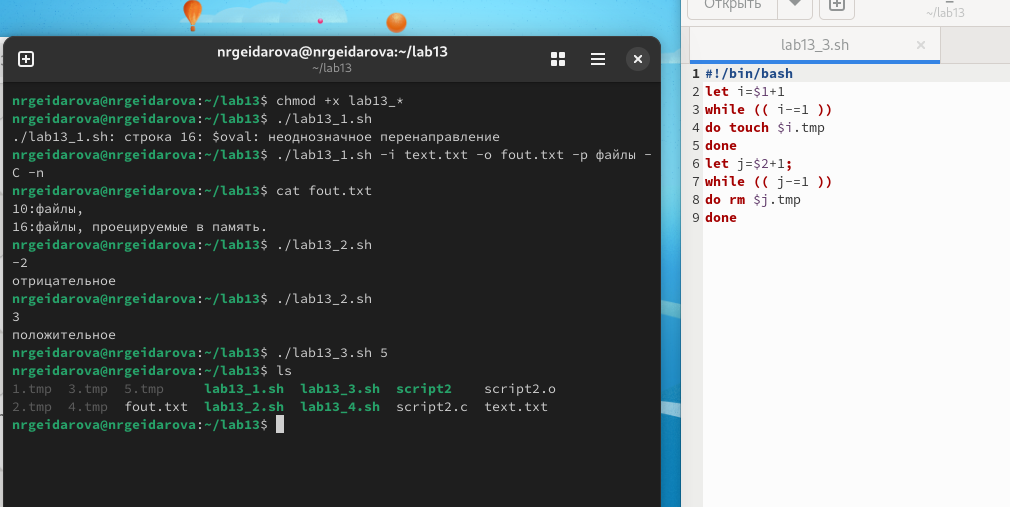 nrgeidarova@nrgeidarova:~/lab13
~/lab13
nrgeidarova@nrgeidarova:~/lab13$ chmod +x lab13_*
nrgeidarova@nrgeidarova:~/lab13$ ./lab13_1.sh
./lab13_1.sh: строка 16: $oval: неоднозначное перенаправление
nrgeidarova@nrgeidarova:~/lab13$ ./lab13_1.sh -i text.txt -o fout.txt -p файлы -
C -n
nrgeidarova@nrgeidarova:~/lab13$ cat fout.txt
10:файлы,
16:файлы, проецируемые в память.
nrgeidarova@nrgeidarova:~/lab13$ ./lab13_2.sh
-2
отрицательное
nrgeidarova@nrgeidarova:~/lab13$ ./lab13_2.sh
3
положительное
nrgeidarova@nrgeidarova:~/lab13$ ./lab13_3.sh 5
nrgeidarova@nrgeidarova:~/lab13$ ls
1.tmp 3.tmp 5.tmp lab13_1.sh lab13_3.sh script2 script2.o
2.tmp 4.tmp fout.txt lab13_2.sh lab13_4.sh script2.c text.txt
nrgeidarova@nrgeidarova:~/lab13$
Открыть
~/lab13
lab13_3.sh
1 #!/bin/bash
2 let i=$1+1
3 while (( i-=1 ))
4 do touch $i.tmp
5 done
6 let j=$2+1;
7 while (( j-=1 ))
8 do rm $j.tmp
9 done